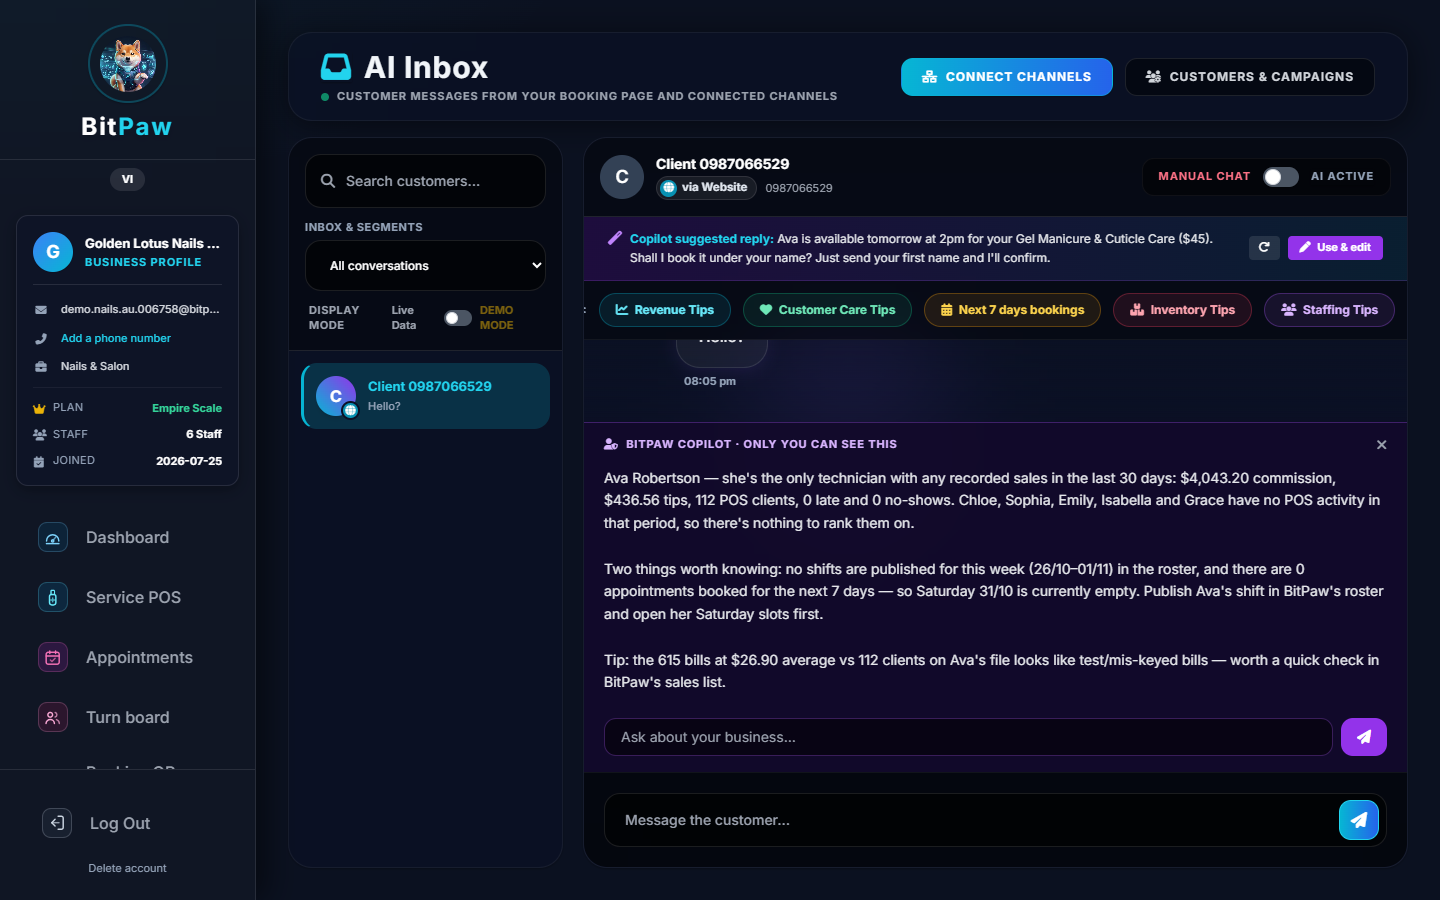 BitPaw
VI
G
Golden Lotus Nails ...
BUSINESS PROFILE
demo.nails.au.006758@bitp...
Add a phone number
Nails & Salon
PLAN
Empire Scale
STAFF
6 Staff
JOINED
2026-07-25
Dashboard
Service POS
Appointments
Turn board
Log Out
Delete account
AI Inbox
CUSTOMER MESSAGES FROM YOUR BOOKING PAGE AND CONNECTED CHANNELS
CONNECT CHANNELS
CUSTOMERS & CAMPAIGNS
Search customers...
INBOX & SEGMENTS
All conversations
DISPLAY MODE
Live Data
DEMO MODE
C
Client 0987066529
Hello?
C
Client 0987066529
via Website
0987066529
MANUAL CHAT
AI ACTIVE
Copilot suggested reply: Ava is available tomorrow at 2pm for your Gel Manicure & Cuticle Care ($45).
Shall I book it under your name? Just send your first name and I'll confirm.
Use & edit
Revenue Tips
Customer Care Tips
Next 7 days bookings
Inventory Tips
Staffing Tips
08:05 pm
BITPAW COPILOT · ONLY YOU CAN SEE THIS
Ava Robertson — she's the only technician with any recorded sales in the last 30 days: $4,043.20 commission,
$436.56 tips, 112 POS clients, 0 late and 0 no-shows. Chloe, Sophia, Emily, Isabella and Grace have no POS activity in
that period, so there's nothing to rank them on.
Two things worth knowing: no shifts are published for this week (26/10–01/11) in the roster, and there are 0
appointments booked for the next 7 days — so Saturday 31/10 is currently empty. Publish Ava's shift in BitPaw's roster
and open her Saturday slots first.
Tip: the 615 bills at $26.90 average vs 112 clients on Ava's file looks like test/mis-keyed bills — worth a quick check in
BitPaw's sales list.
Ask about your business...
Message the customer...